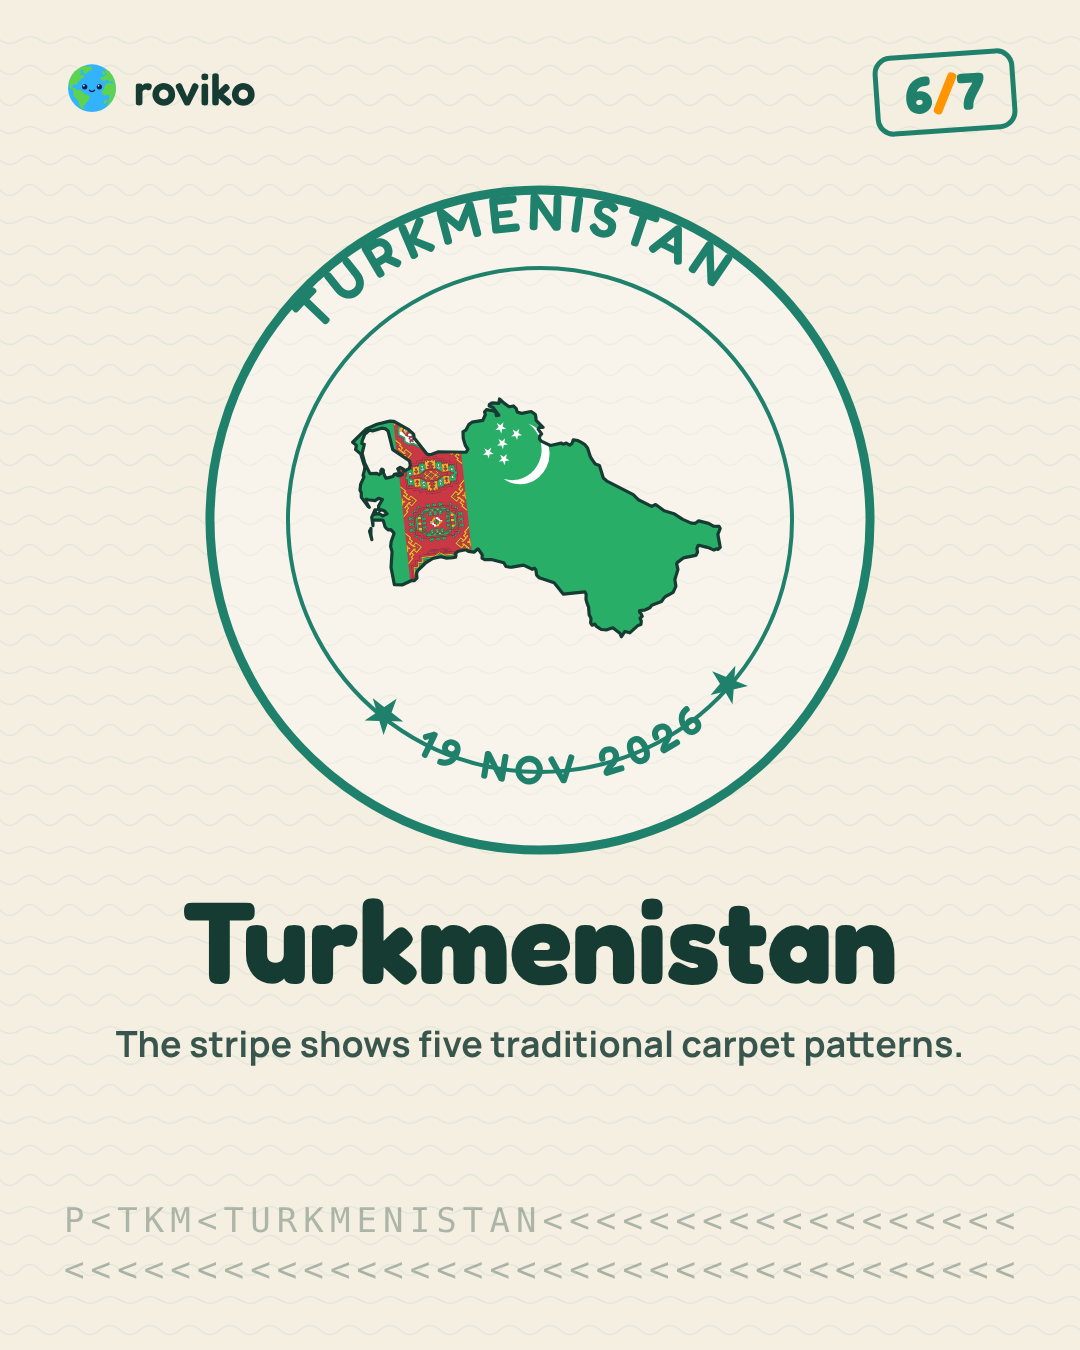 roviko
6/7
TURKMENISTAN
★ 19 NOV 2026 ★
Turkmenistan
The stripe shows five traditional carpet patterns.
P<TKM<TURKMENISTAN<<<<<<<<<<<<<<<<<<
<<<<<<<<<<<<<<<<<<<<<<<<<<<<<<<<<<<<